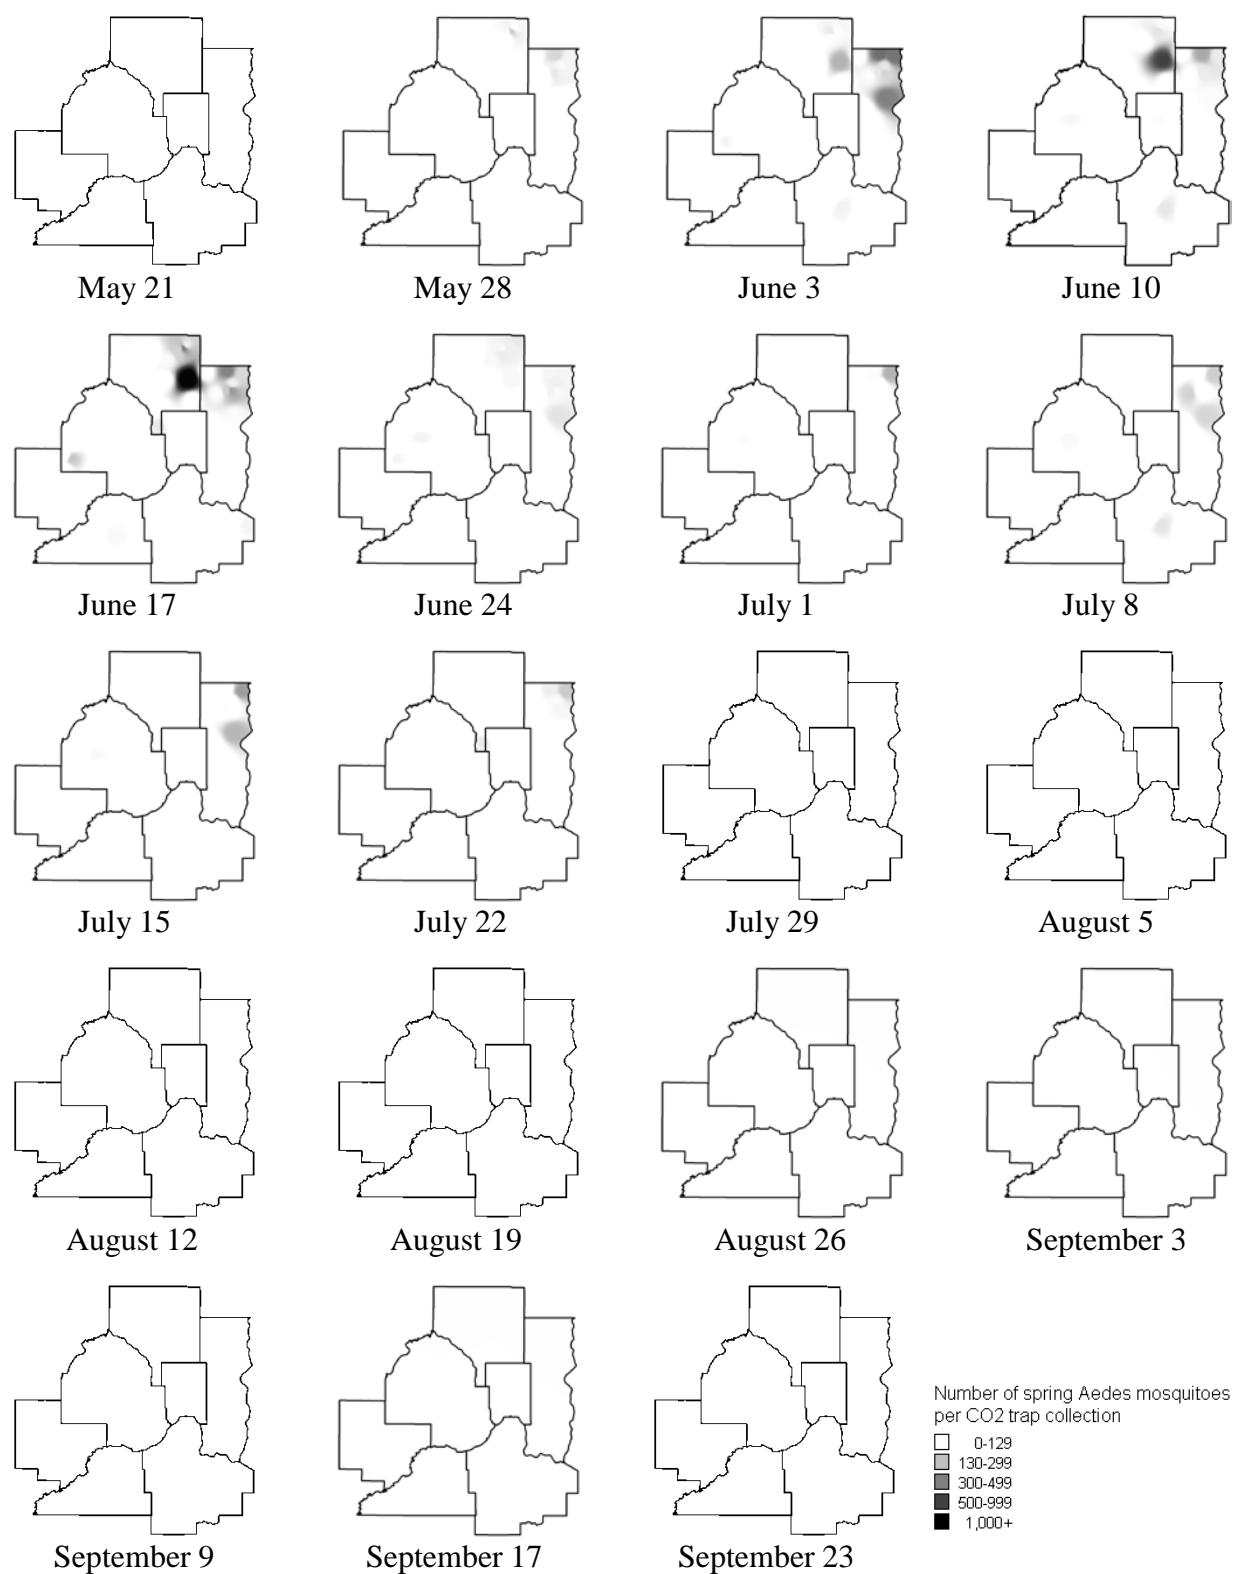 May 21
May 28
June 3
June 10
June 17
June 24
July 1
July 8
July 15
July 22
July 29
August 5
August 12
August 19
August 26
September 3
September 9
September 17
September 23
Number of spring Aedes mosquitoes
per CO2 trap collection
0-129
130-299
300-499
500-999
1,000+